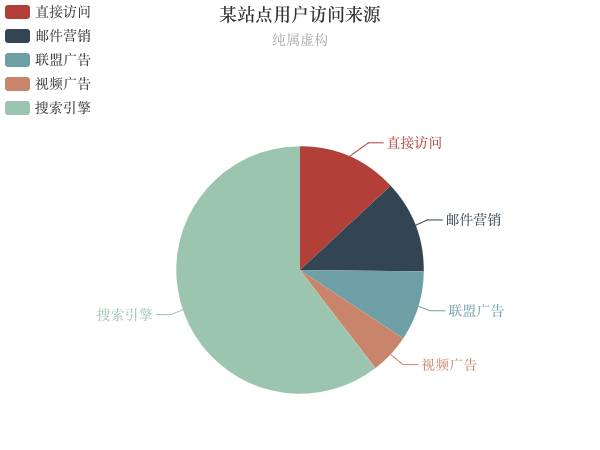 某站点用户访问来源
纯属虚构
直接访问
邮件营销
联盟广告
视频广告
搜索引擎
直接访问
邮件营销
联盟广告
视频广告
搜索引擎